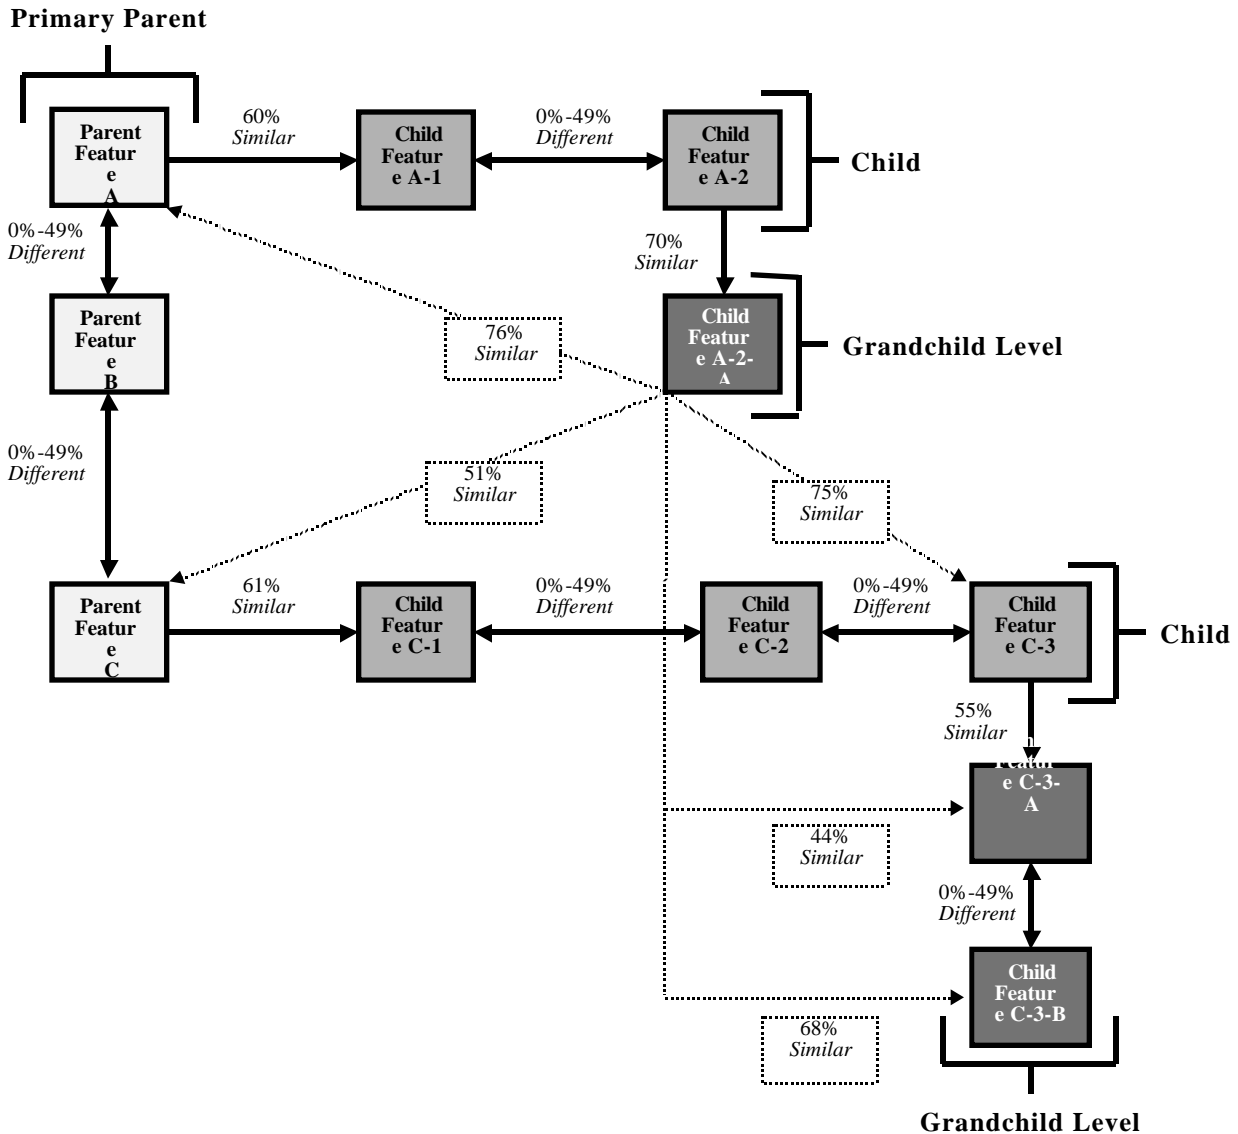 Primary Parent
Parent
Featur
e
A
60%
Similar
Child
Featur
e A-1
0%-49%
Different
Child
Featur
e A-2
Child
0%-49%
Different
70%
Similar
Parent
Featur
e
B
76%
Similar
Child
Featur
e A-2-
A
Grandchild Level
0%-49%
Different
51%
Similar
75%
Similar
Parent
Featur
e
C
61%
Similar
Child
Featur
e C-1
0%-49%
Different
Child
Featur
e C-2
0%-49%
Different
Child
Featur
e C-3
Child
55%
Similar
Featur
e C-3-
A
44%
Similar
0%-49%
Different
Child
Featur
e C-3-B
68%
Similar
Grandchild Level